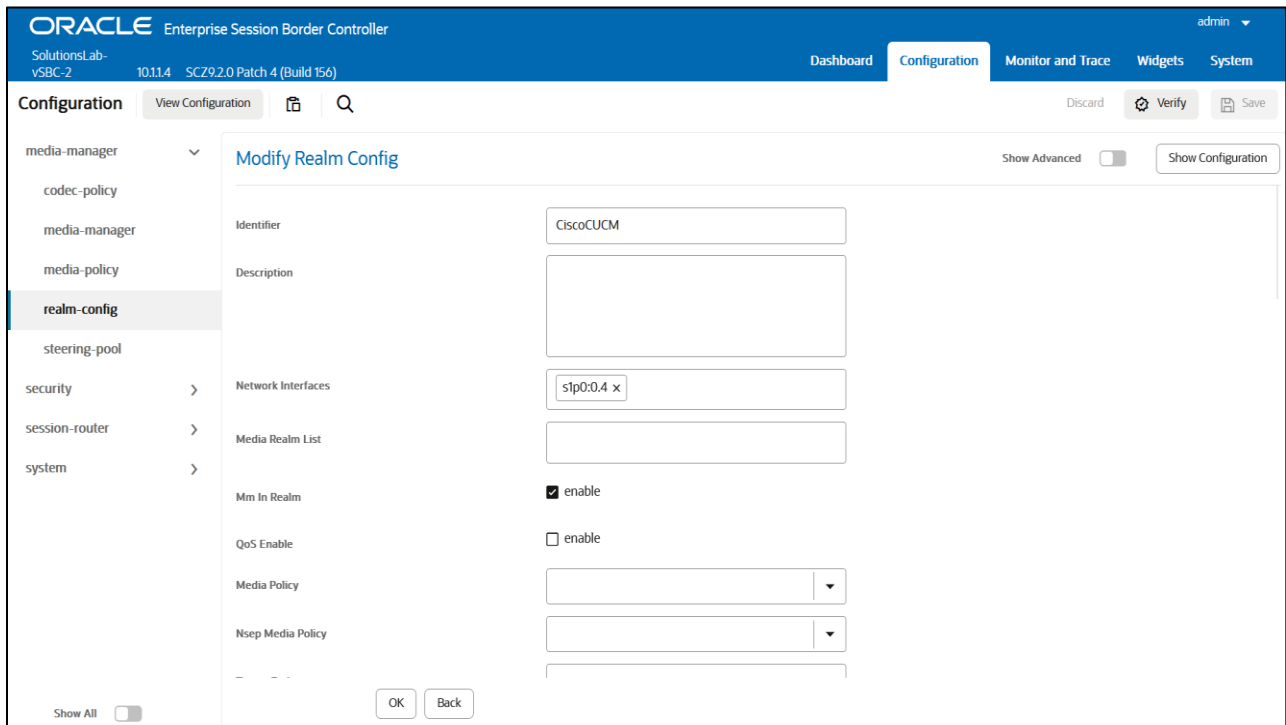 ORACLE Enterprise Session Border Controller
admin
SolutionsLab-
vSBC-2 10.1.1.4 SCZ9.2.0 Patch 4 (Build 156)
Dashboard Configuration Monitor and Trace Widgets System
Configuration View Configuration Discard Verify Save
media-manager
codec-policy
media-manager
media-policy
realm-config
steering-pool
security
session-router
system
Show All
Modify Realm Config Show Advanced Show Configuration
Identifier CiscoCUCM
Description
Network Interfaces s1p0:0.4 x
Media Realm List
Mm In Realm enable
QoS Enable enable
Media Policy
Nsep Media Policy
OK Back